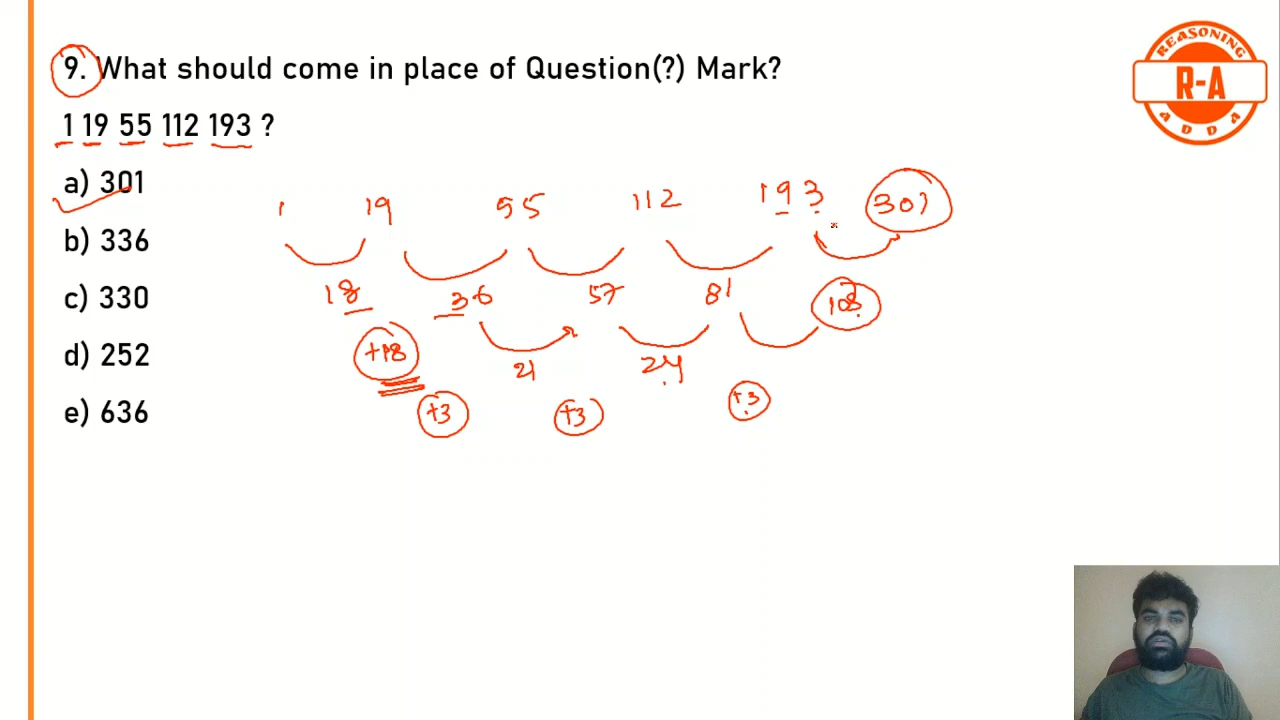 9. What should come in place of Question(?) Mark?
1 19 55 112 193 ?
a) 301
b) 336
c) 330
d) 252
e) 636
1 19 55 112 193 301
18 36 57 81 108
+18 21 24
+3 +3 +3
REASONING
R-A
ADDA